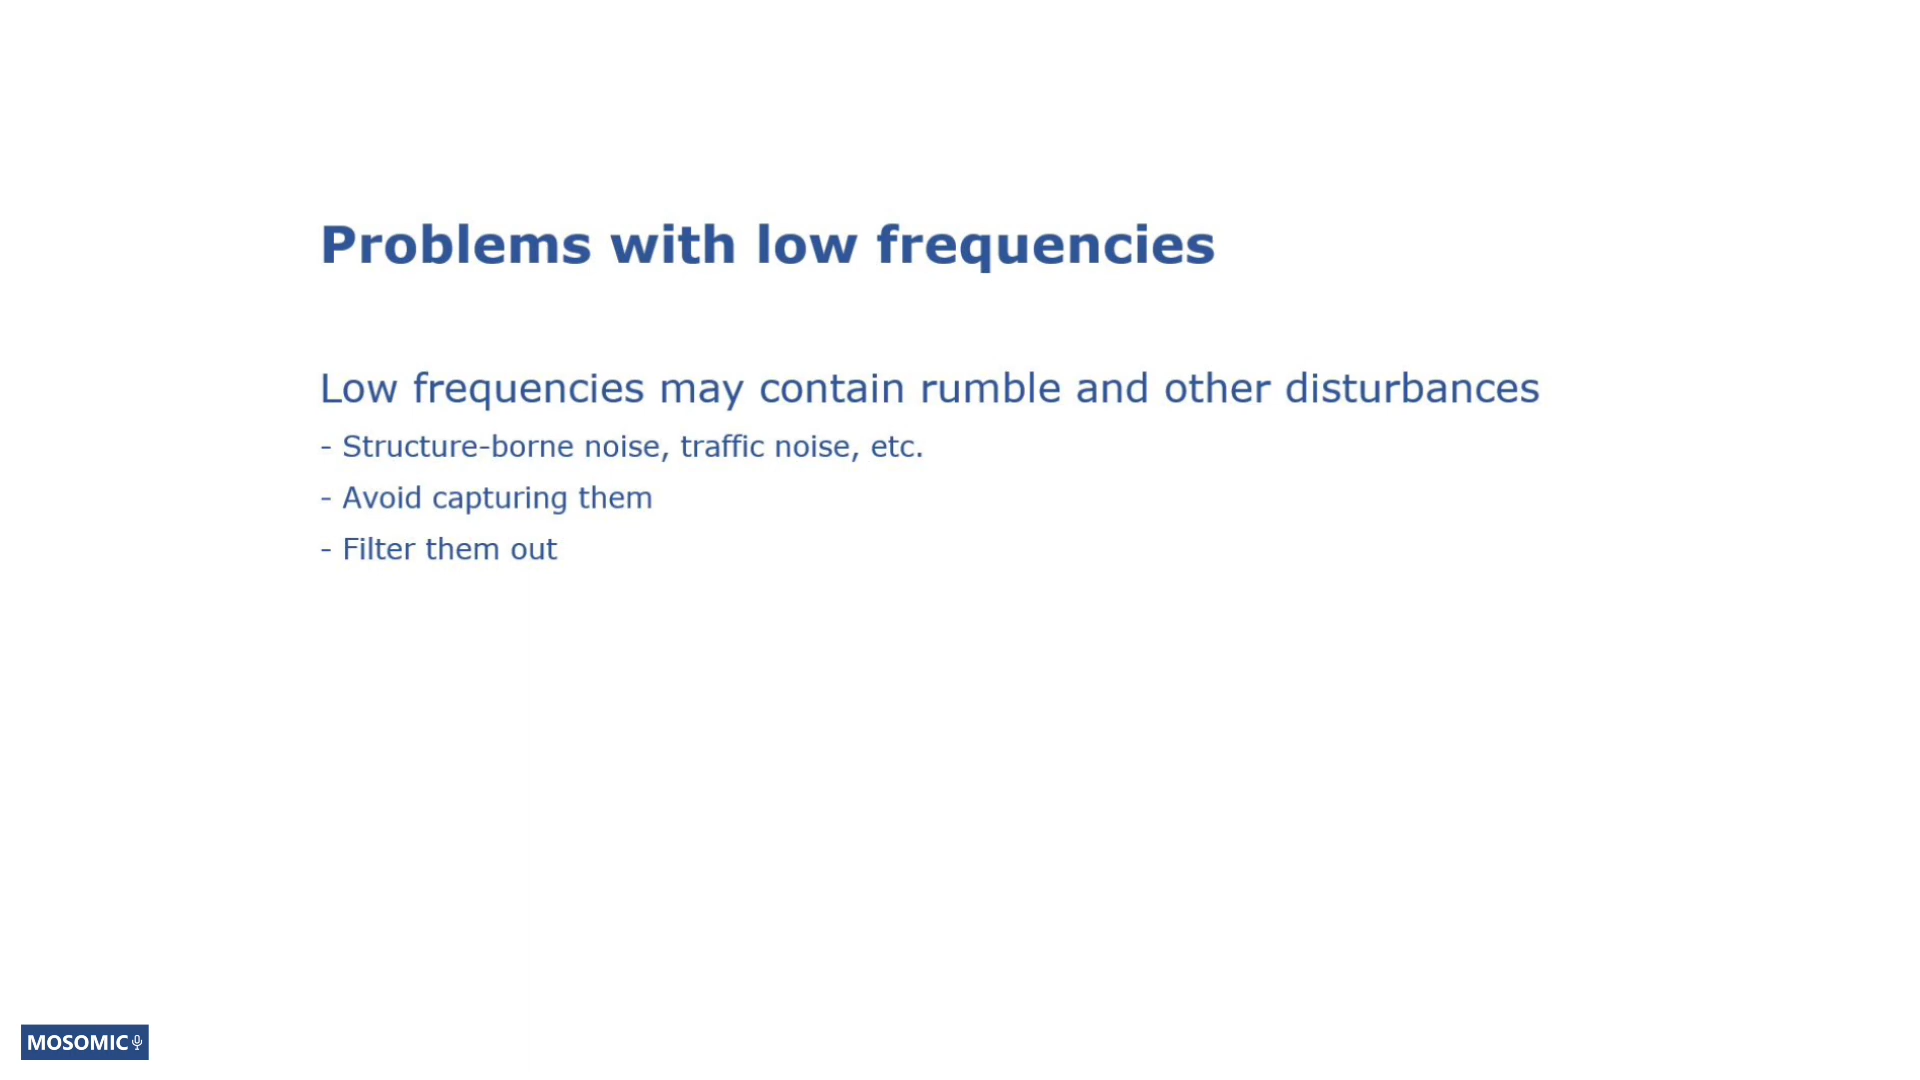 Problems with low frequencies
Low frequencies may contain rumble and other disturbances
- Structure-borne noise, traffic noise, etc.
- Avoid capturing them
- Filter them out
MOSOMIC